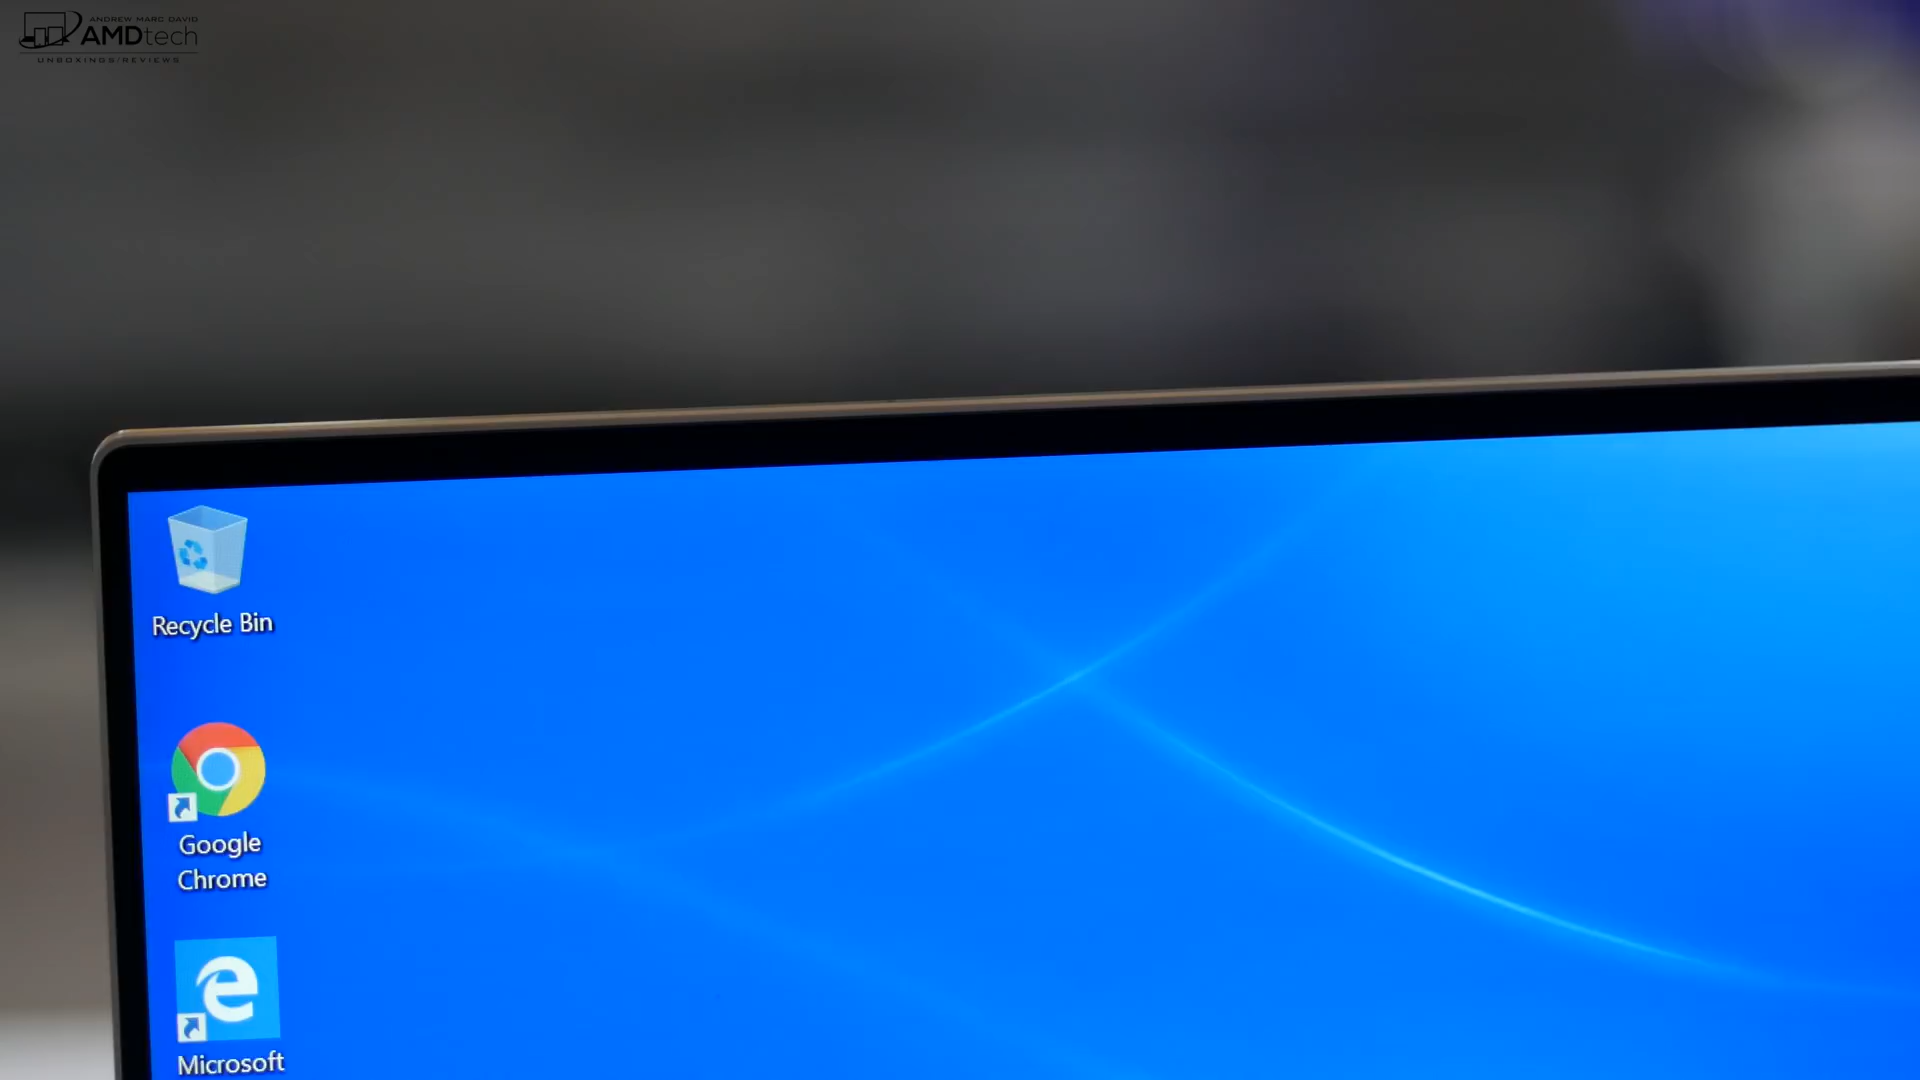 ANDREW MARC DAVID
AMDtech
UNBOXINGS/REVIEWS
Recycle Bin
Google
Chrome
Microsoft